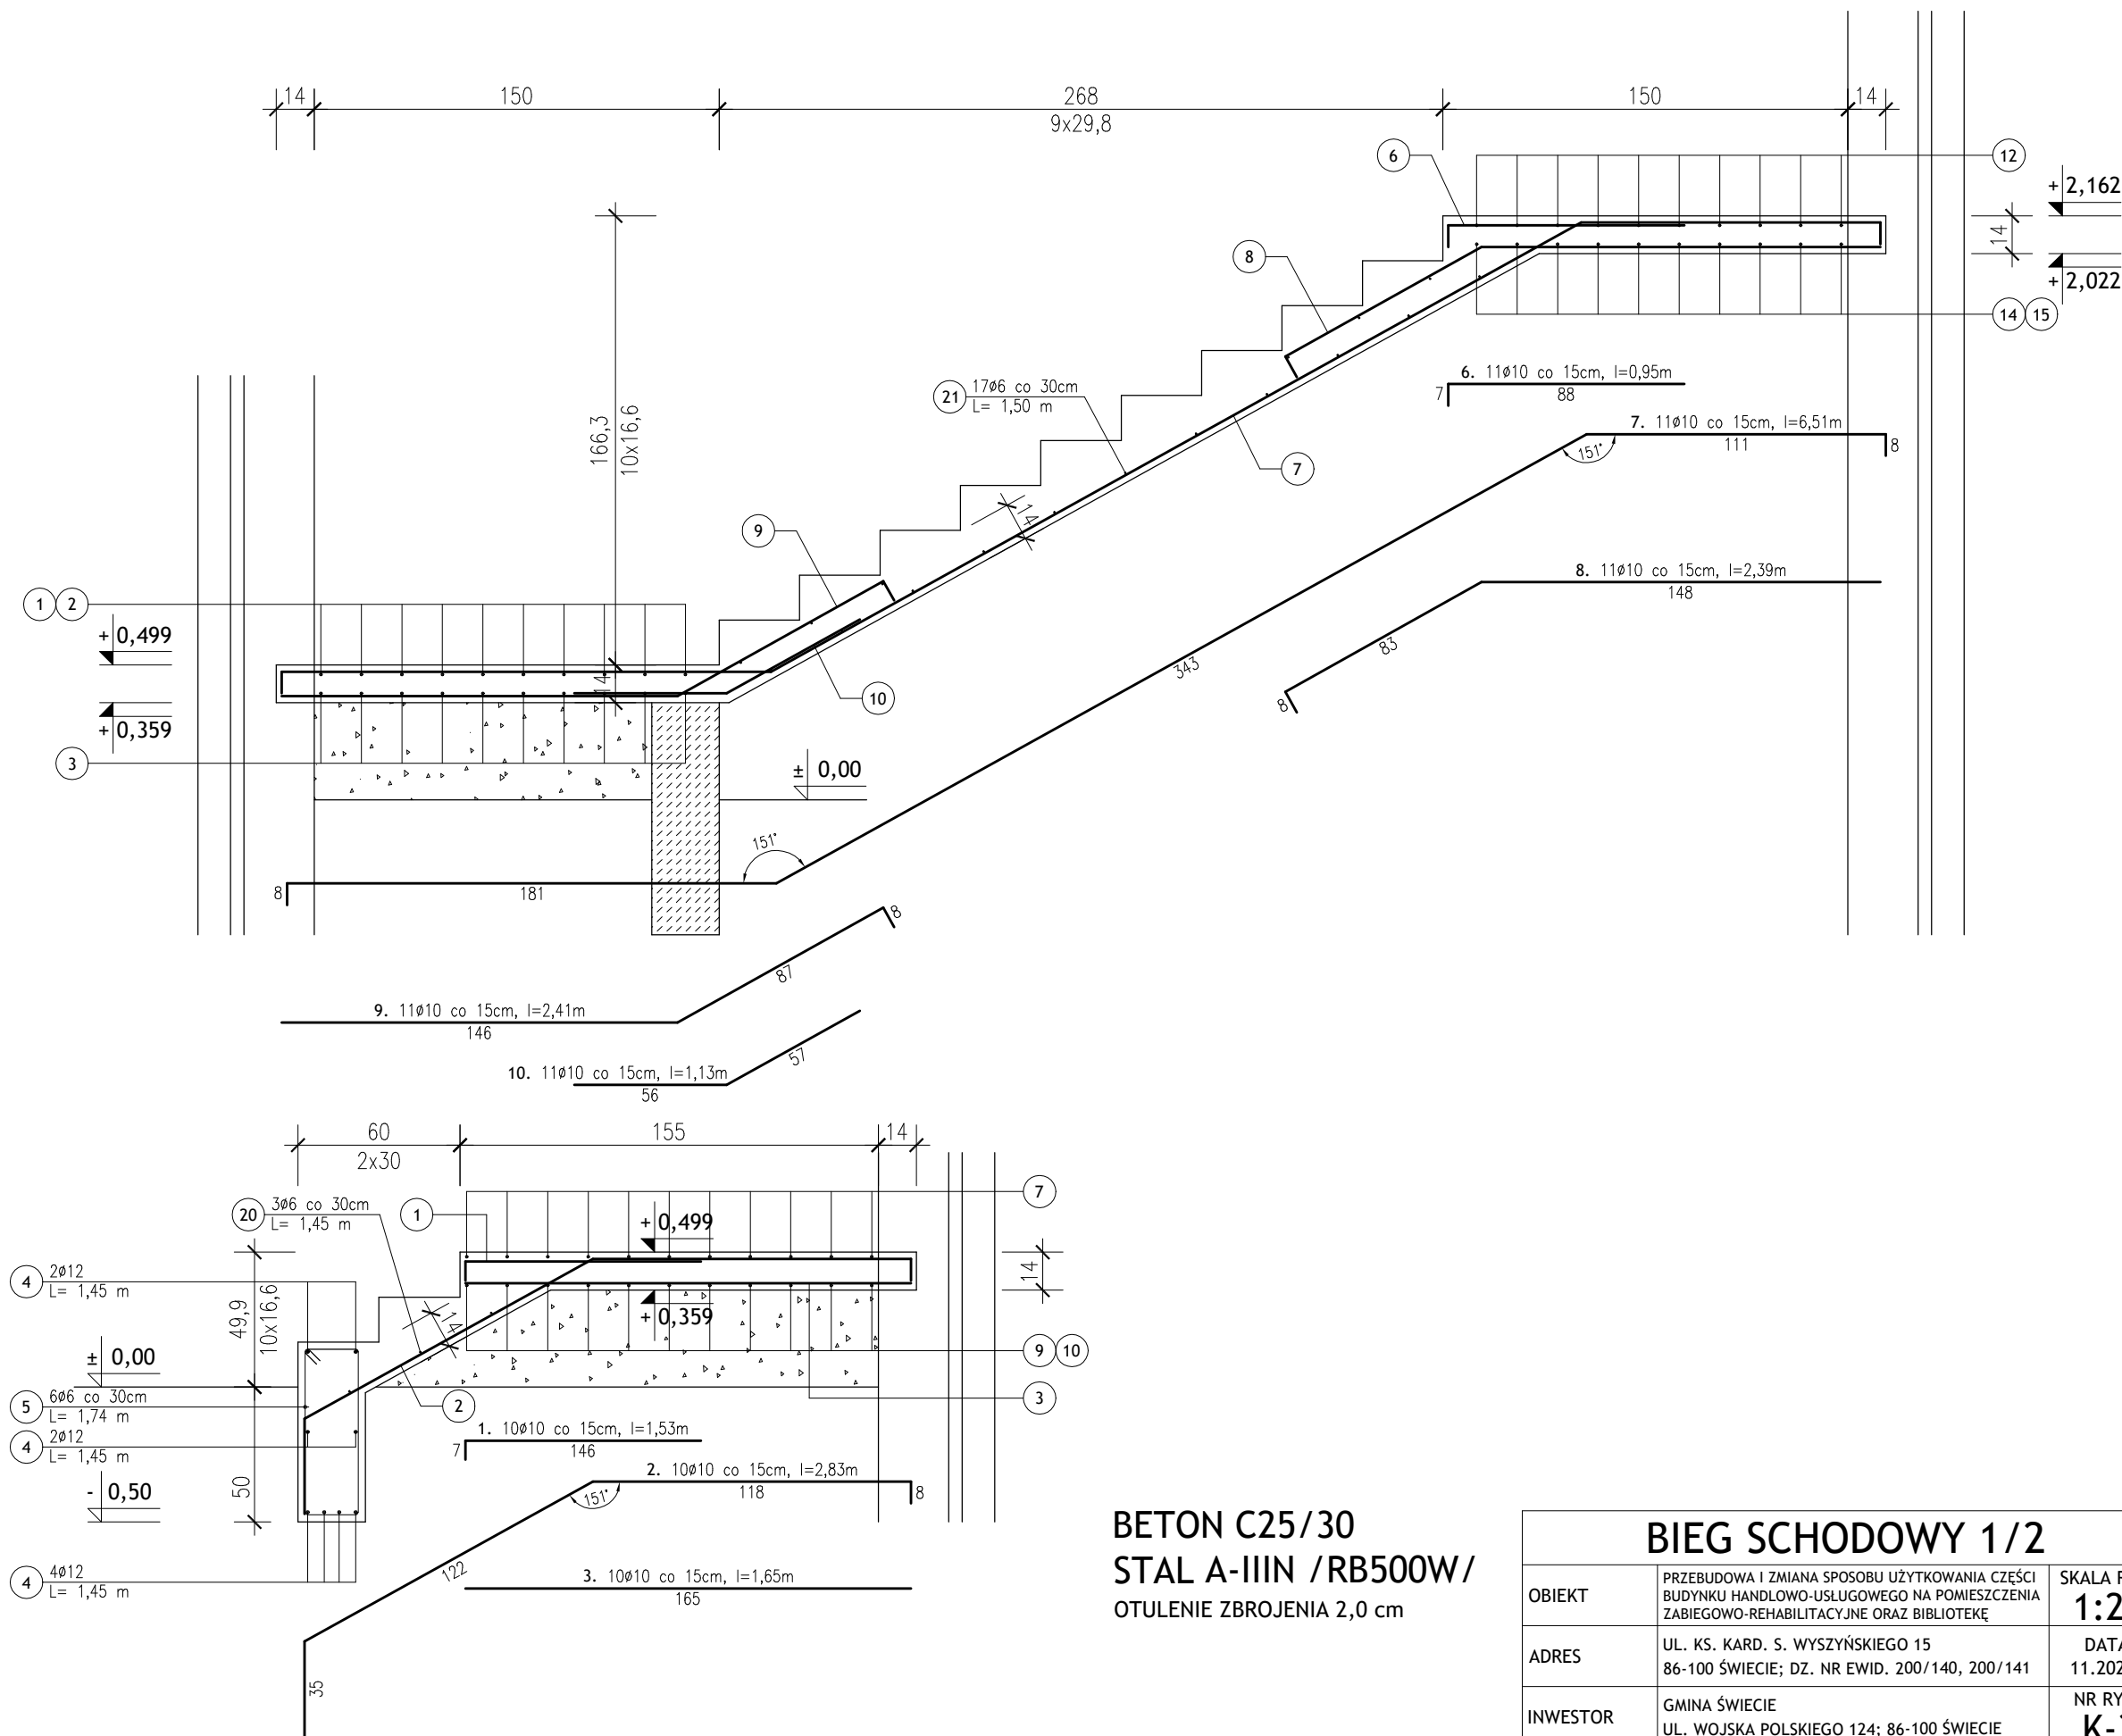 14
150
268
9x29,8
150
14
6
12
+ 2,162
8
14
+ 2,022
14 15
21 17ø6 co 30cm
L= 1,50 m
6. 11ø10 co 15cm, l=0,95m
7
88
166,3
10x16,6
7. 11ø10 co 15cm, l=6,51m
151°
111
8
7
14
9
8. 11ø10 co 15cm, l=2,39m
148
1 2
+ 0,499
83
343
14
10
8
+ 0,359
3
± 0,00
151°
8
181
8
87
9. 11ø10 co 15cm, l=2,41m
146
57
10. 11ø10 co 15cm, l=1,13m
56
60
2x30
155
14
7
20 3ø6 co 30cm
L= 1,45 m
1
+ 0,499
4 2ø12
L= 1,45 m
49,9
10x16,6
14
14
+ 0,359
± 0,00
9 10
5 6ø6 co 30cm
L= 1,74 m
2
3
4 2ø12
L= 1,45 m
1. 10ø10 co 15cm, l=1,53m
7
146
- 0,50
50
2. 10ø10 co 15cm, l=2,83m
151°
118
8
4 4ø12
L= 1,45 m
122
3. 10ø10 co 15cm, l=1,65m
165
35
BETON C25/30
STAL A-IIIN /RB500W/
OTULENIE ZBROJENIA 2,0 cm
BIEG SCHODOWY 1/2
OBIEKT
PRZEBUDOWA I ZMIANA SPOSOBU UŻYTKOWANIA CZĘŚCI
BUDYNKU HANDLOWO-USŁUGOWEGO NA POMIESZCZENIA
ZABIEGOWO-REHABILITACYJNE ORAZ BIBLIOTEKĘ
SKALA
ADRES
UL. KS. KARD. S. WYSZYŃSKIEGO 15
86-100 ŚWIECIE; DZ. NR EWID. 200/140, 200/141
DATA
INWESTOR
GMINA ŚWIECIE
UL. WOJSKA POLSKIEGO 124; 86-100 ŚWIECIE
NR